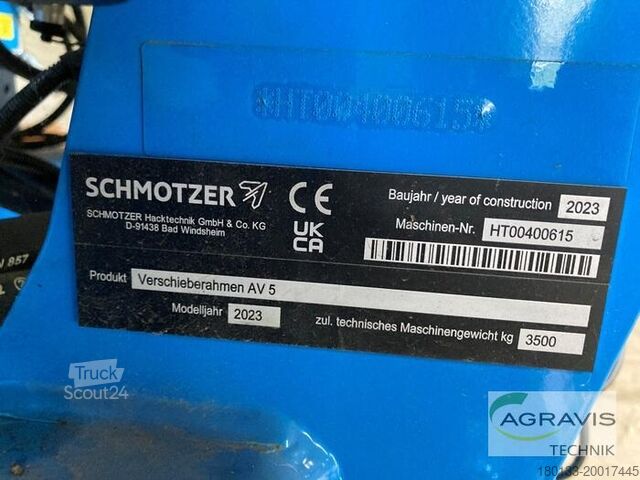 *HT00400615*
SCHMOTZER
SCHMOTZER Hacktechnik GmbH & Co. KG
D-91438 Bad Windsheim
CE
UK
CA
Baujahr / year of construction 2023
Maschinen-Nr. HT00400615
Produkt Verschieberahmen AV 5
Modelljahr 2023
zul. technisches Maschinengewicht kg 3500
857
Truck
Scout24
AGRAVIS
TECHNIK
180133-20017445